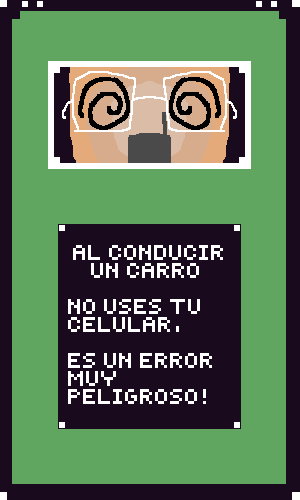 AL CONDUCIR
UN CARRO
NO USES TU
CELULAR.
ES UN ERROR
MUY
PELIGROSO!